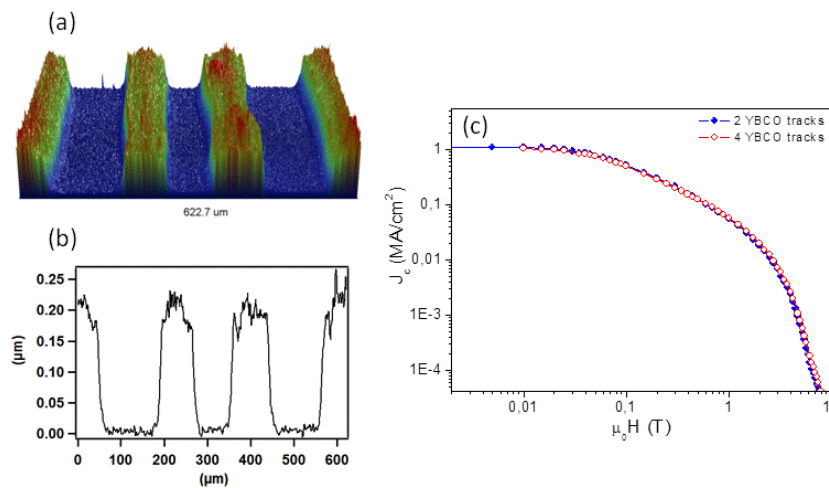 (a)
622.7 um
(b)
0.25
0.20
0.15
0.10
0.05
0.00
(µm)
0 100 200 300 400 500 600
(µm)
(c)
2 YBCO tracks
4 YBCO tracks
1
0,1
0,01
1E-3
1E-4
J_c (MA/cm²)
0,01 0,1 1
μ₀H (T)